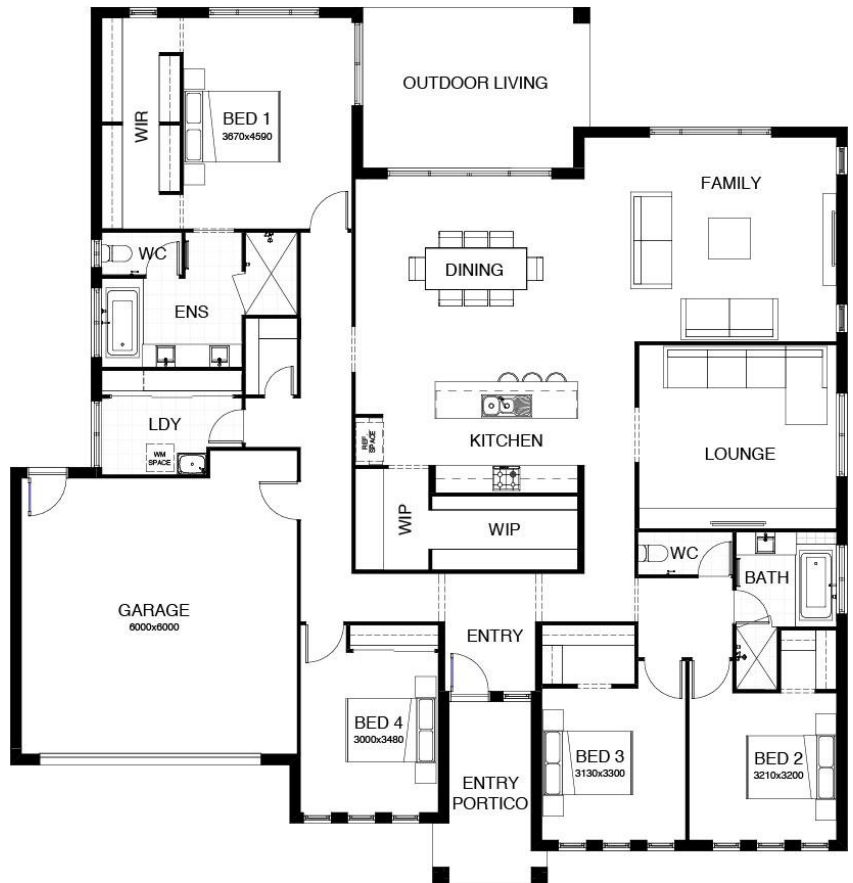 OUTDOOR LIVING
WIR
BED 1
3670x4590
FAMILY
WC
DINING
ENS
LDY
WM
SPACE
REF.
SPACE
KITCHEN
LOUNGE
WIP
WIP
WC
BATH
GARAGE
6000x6000
ENTRY
BED 4
3000x3480
BED 3
3130x3300
BED 2
3210x3200
ENTRY
PORTICO